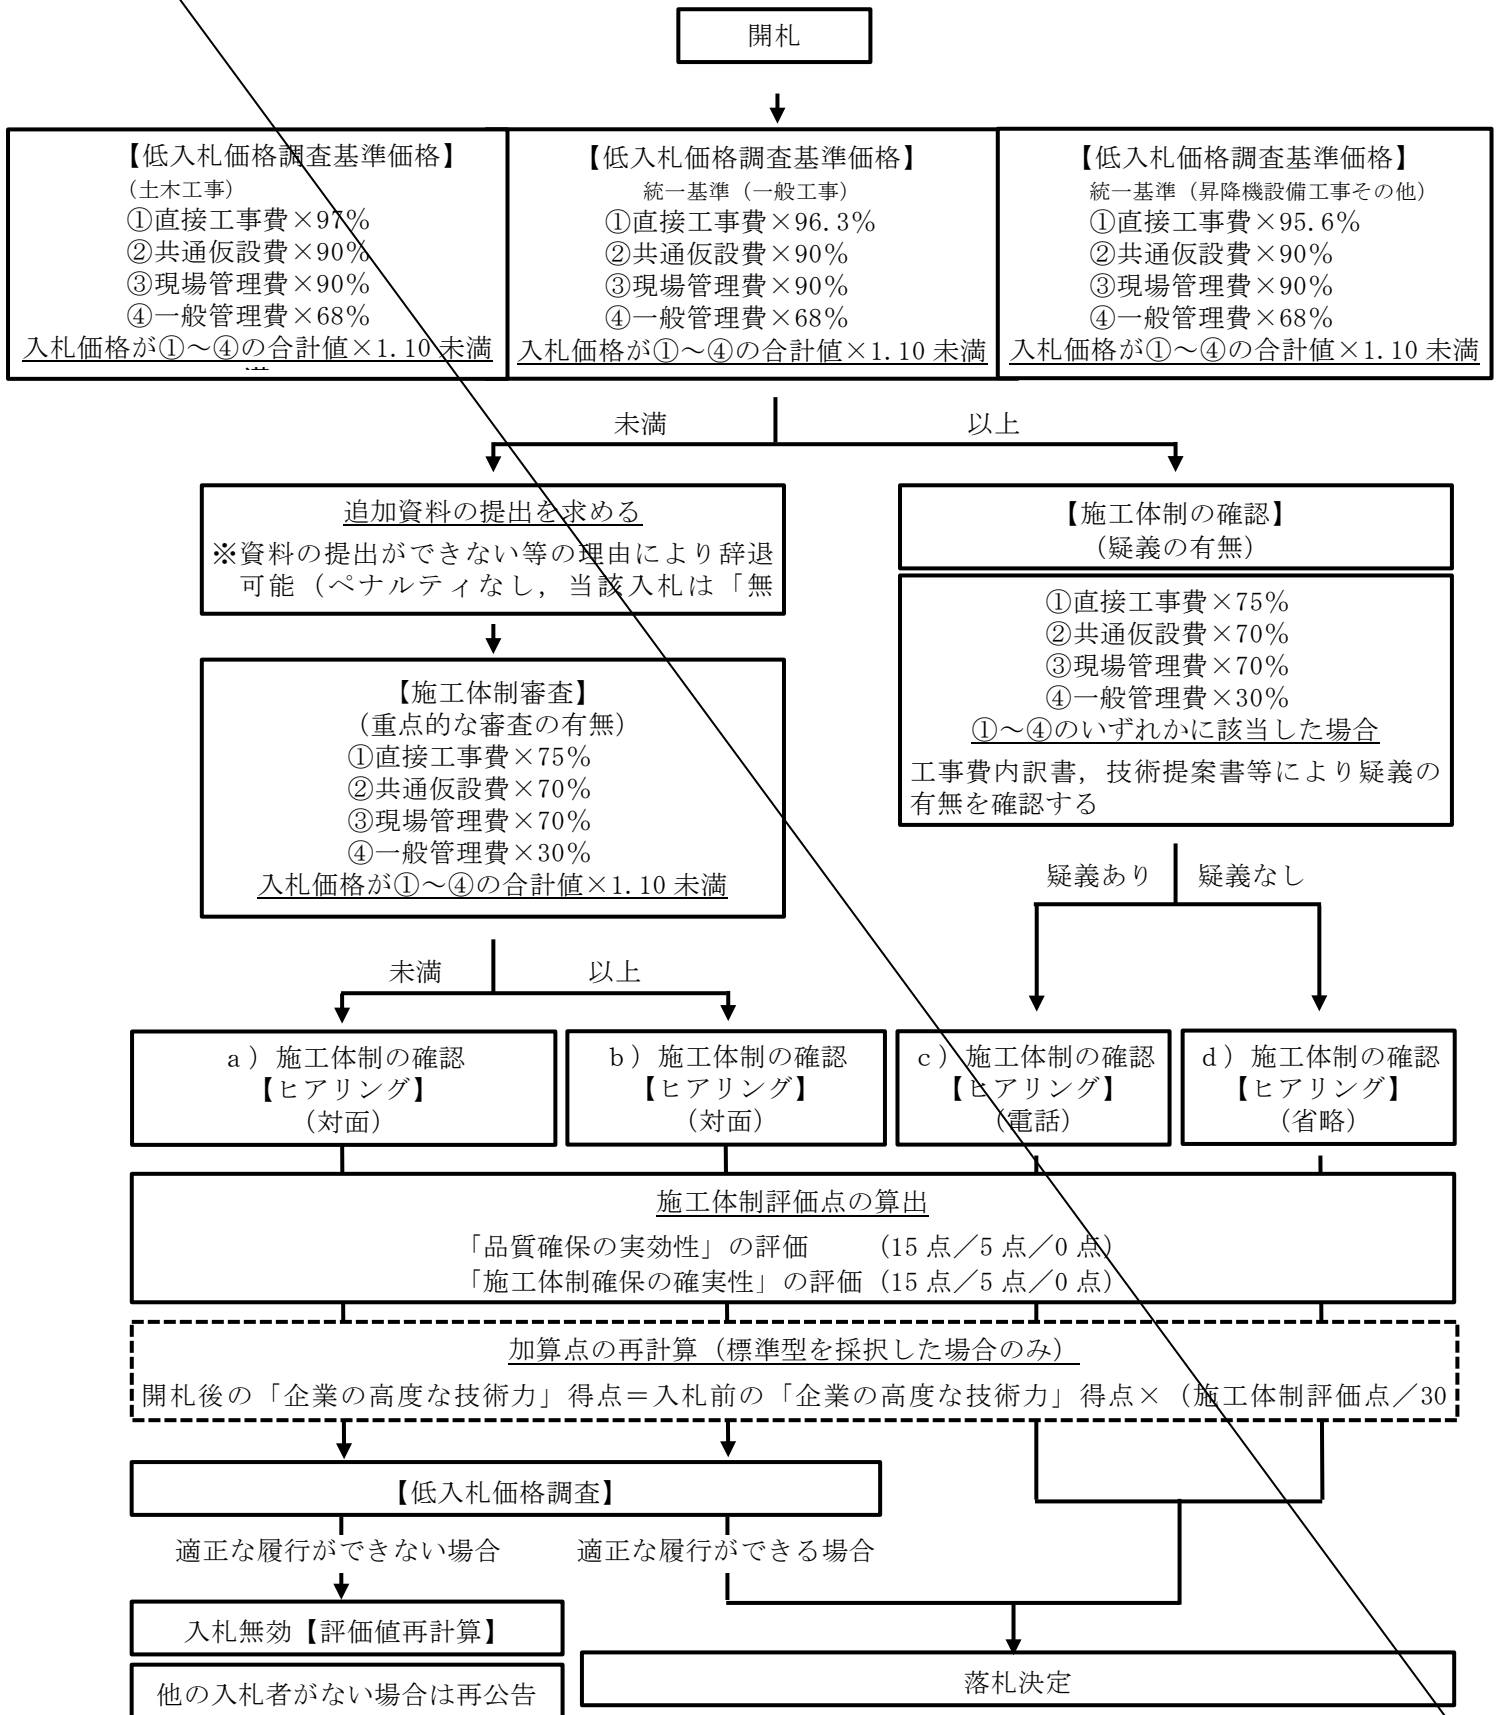 開札
【低入札価格調査基準価格】
（土木工事）
①直接工事費×97％
②共通仮設費×90％
③現場管理費×90％
④一般管理費×68％
入札価格が①～④の合計値×1.10 未満
【低入札価格調査基準価格】
統一基準（一般工事）
①直接工事費×96.3％
②共通仮設費×90％
③現場管理費×90％
④一般管理費×68％
入札価格が①～④の合計値×1.10 未満
【低入札価格調査基準価格】
統一基準（昇降機設備工事その他）
①直接工事費×95.6％
②共通仮設費×90％
③現場管理費×90％
④一般管理費×68％
入札価格が①～④の合計値×1.10 未満
未満
以上
追加資料の提出を求める
※資料の提出ができない等の理由により辞退
可能（ペナルティなし，当該入札は「無
【施工体制の確認】
（疑義の有無）
①直接工事費×75％
②共通仮設費×70％
③現場管理費×70％
④一般管理費×30％
①～④のいずれかに該当した場合
工事費内訳書，技術提案書等により疑義の
有無を確認する
【施工体制審査】
（重点的な審査の有無）
①直接工事費×75％
②共通仮設費×70％
③現場管理費×70％
④一般管理費×30％
入札価格が①～④の合計値×1.10 未満
疑義あり
疑義なし
未満
以上
a）施工体制の確認
【ヒアリング】
（対面）
b）施工体制の確認
【ヒアリング】
（対面）
c）施工体制の確認
【ヒアリング】
（電話）
d）施工体制の確認
【ヒアリング】
（省略）
施工体制評価点の算出
「品質確保の実効性」の評価　　（15 点／5 点／0 点）
「施工体制確保の確実性」の評価（15 点／5 点／0 点）
加算点の再計算（標準型を採択した場合のみ）
開札後の「企業の高度な技術力」得点＝入札前の「企業の高度な技術力」得点×（施工体制評価点／30
【低入札価格調査】
適正な履行ができない場合
適正な履行ができる場合
入札無効【評価値再計算】
他の入札者がない場合は再公告
落札決定